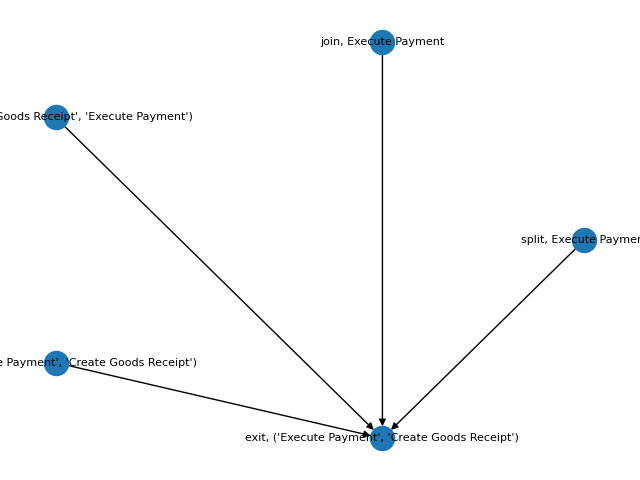 join, Execute Payment
Goods Receipt', 'Execute Payment')
split, Execute
Payment', 'Create Goods Receipt')
exit, ('Execute Payment', 'Create Goods Receipt')